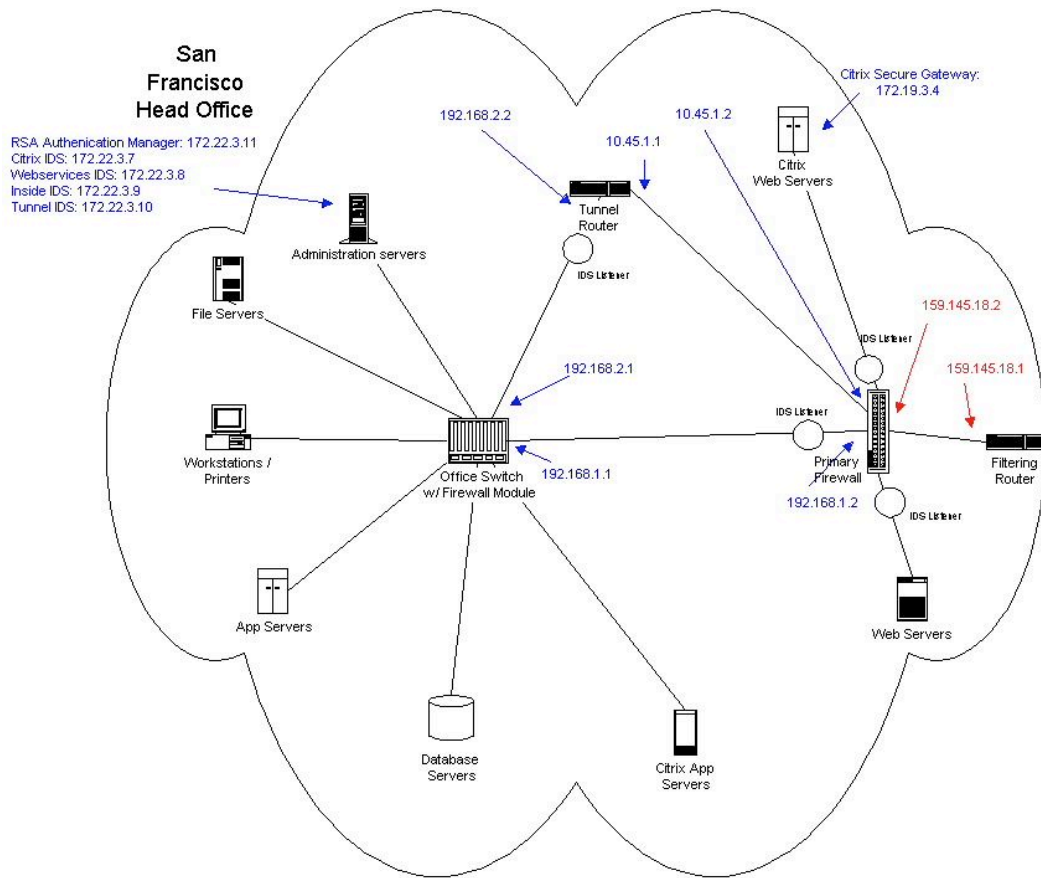 San
Francisco
Head Office
RSA Authenication Manager: 172.22.3.11
Citrix IDS: 172.22.3.7
Webservices IDS: 172.22.3.8
Inside IDS: 172.22.3.9
Tunnel IDS: 172.22.3.10
Citrix Secure Gateway:
172.19.3.4
192.168.2.2
10.45.1.1
10.45.1.2
Citrix
Web Servers
Tunnel
Router
IDS Listener
Administration servers
File Servers
159.145.18.2
IDS Listener
159.145.18.1
192.168.2.1
IDS Listener
Workstations /
Printers
Office Switch
w/ Firewall Module
192.168.1.1
Primary
Firewall
192.168.1.2
Filtering
Router
IDS Listener
App Servers
Web Servers
Database
Servers
Citrix App
Servers